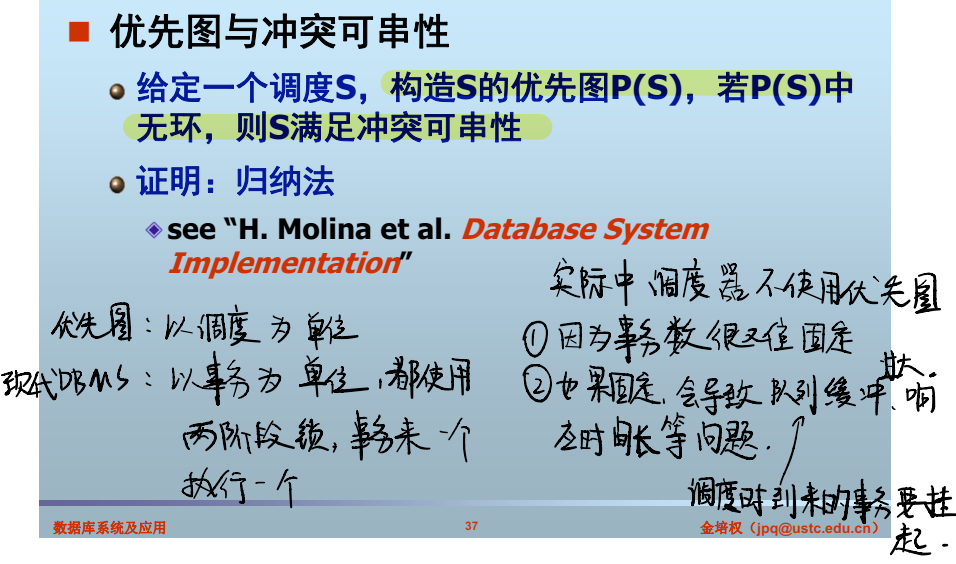 优先图与冲突可串性
给定一个调度S，构造S的优先图P(S)，若P(S)中
无环，则S满足冲突可串性
证明：归纳法
see “H. Molina et al. Database System
Implementation”
实际中调度器不使用优先图
① 因为事务数很难固定
② 如果固定，会导致队列缓冲大、响
应时间长等问题．
调度时到来的事务要挂
起．
优先图：以调度为单位
现代DBMS：以事务为单位，都使用
两阶段锁，事务来一个
执行一个
数据库系统及应用
37
金培权（jpq@ustc.edu.cn）